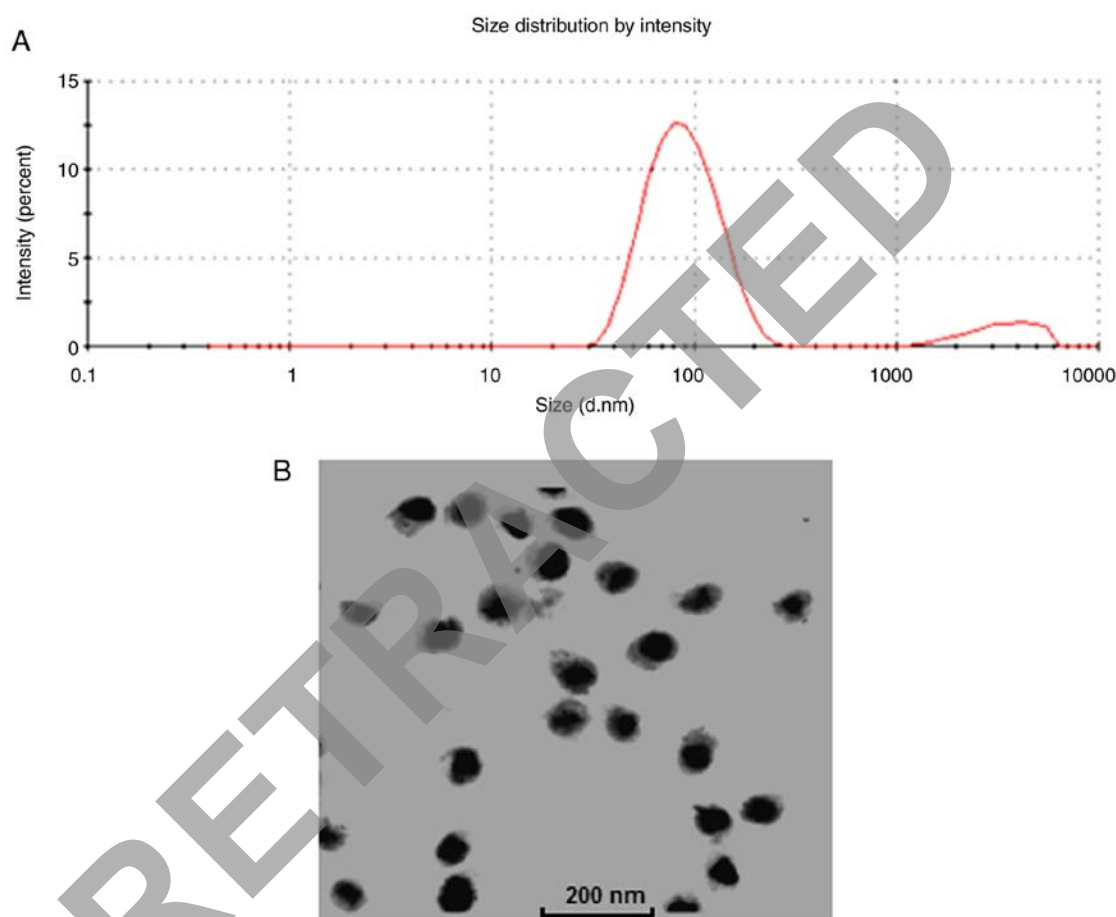 A
Size distribution by intensity
Intensity (percent)
15
10
5
0
0.1 1 10 100 1000 10000
Size (d.nm)
B
200 nm
RETRACTED